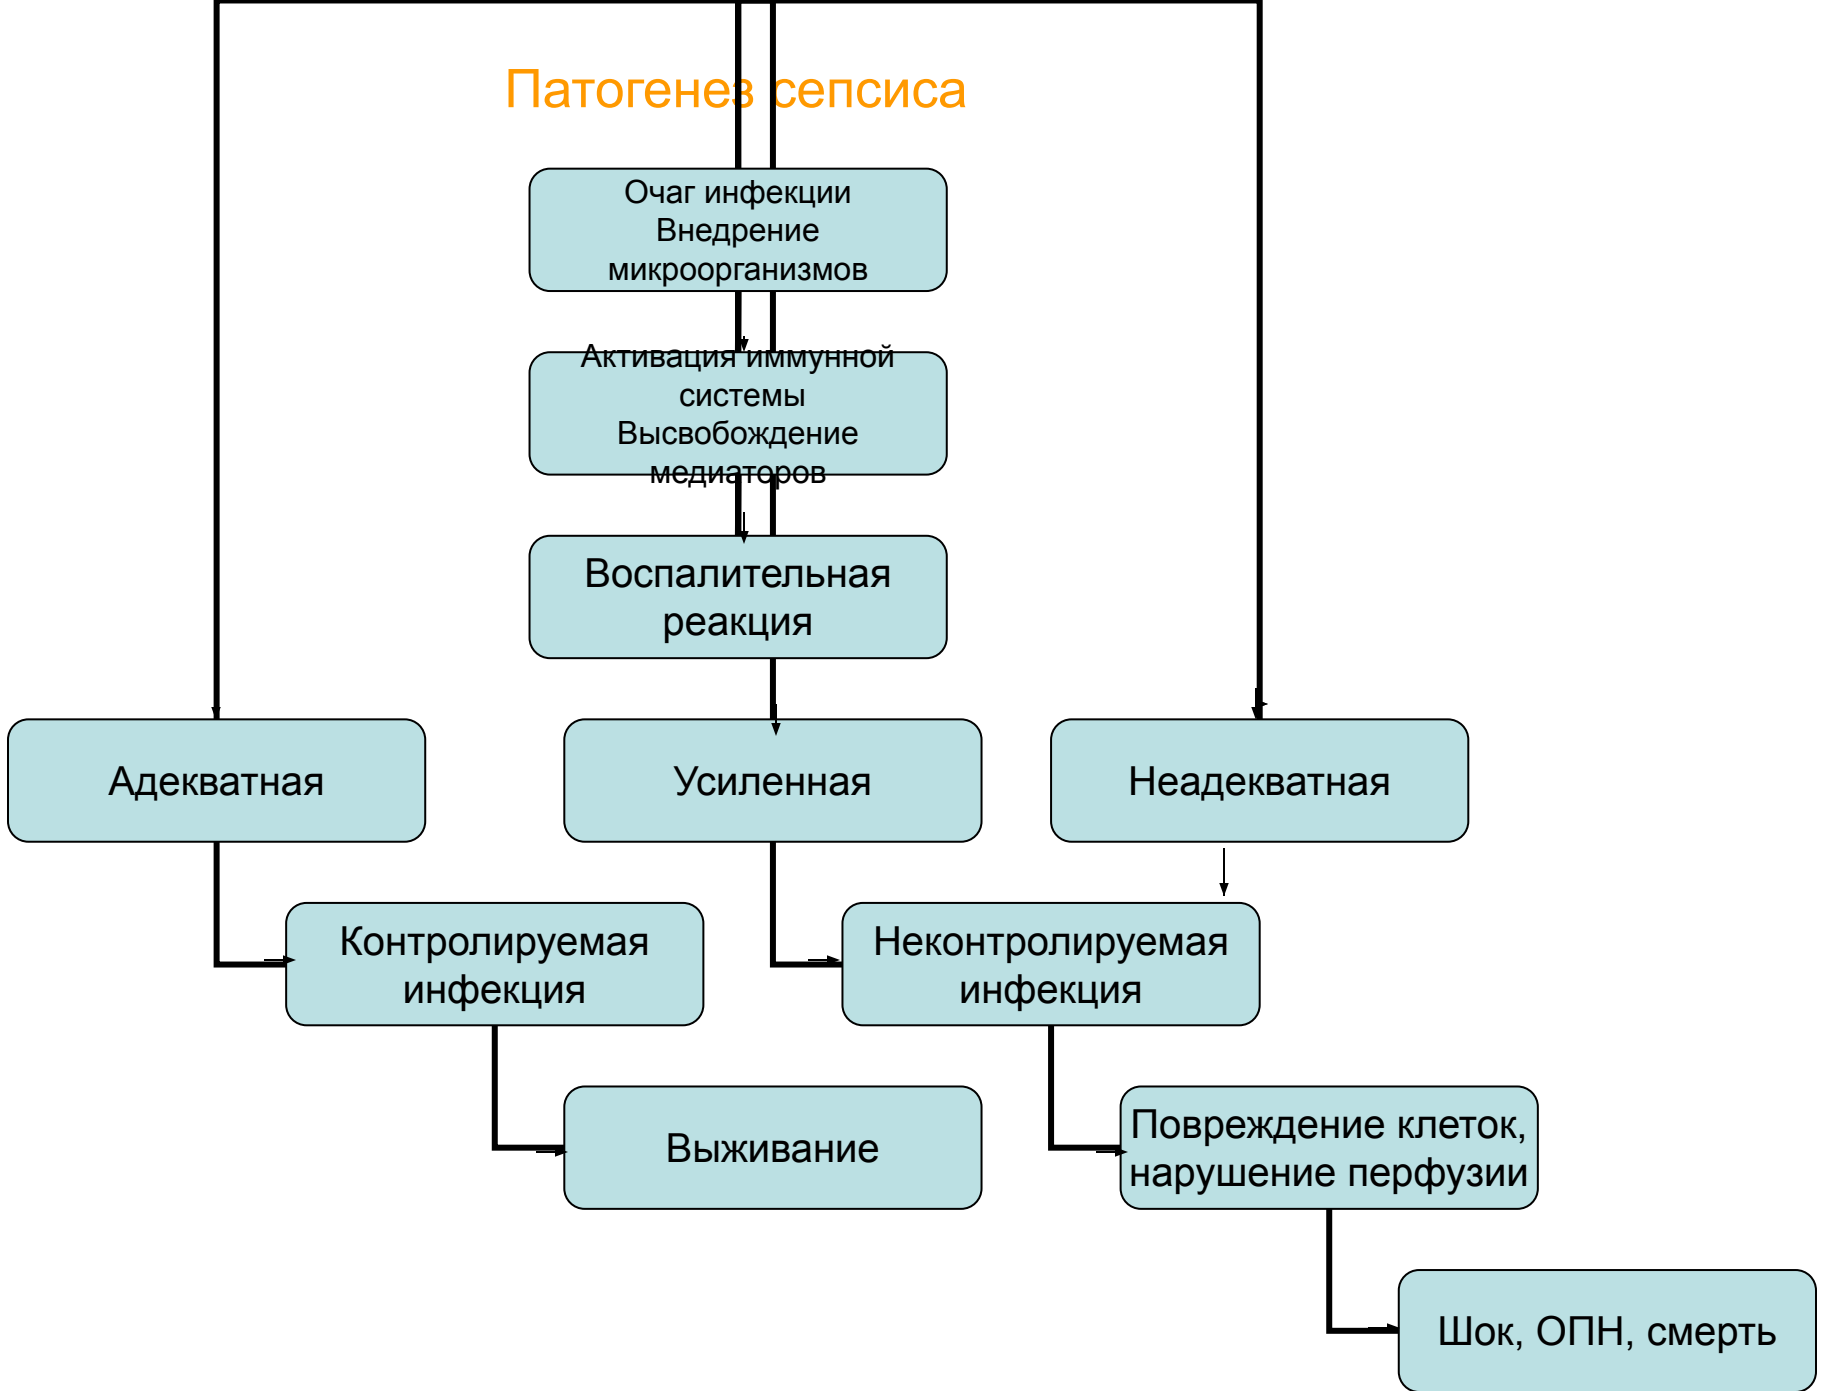 Патогенез сепсиса
Очаг инфекции
Внедрение
микроорганизмов
Активация иммунной
системы
Высвобождение
медиаторов
Воспалительная
реакция
Адекватная
Усиленная
Неадекватная
Контролируемая
инфекция
Неконтролируемая
инфекция
Выживание
Повреждение клеток,
нарушение перфузии
Шок, ОПН, смерть